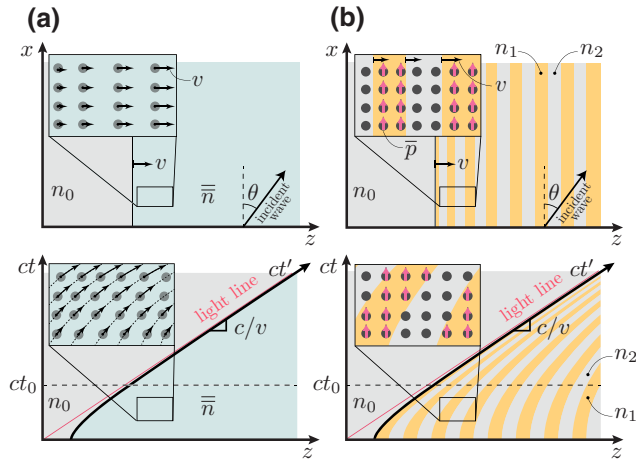 (a)
x
v
v
n₀
n̿
θ
incident
wave
z
ct
ct′
light line
c/v
ct₀
n₀
n̿
z
(b)
x
n₁
n₂
v
p̅
v
n₀
θ
incident
wave
z
ct
ct′
light line
c/v
ct₀
n₀
n₂
n₁
z